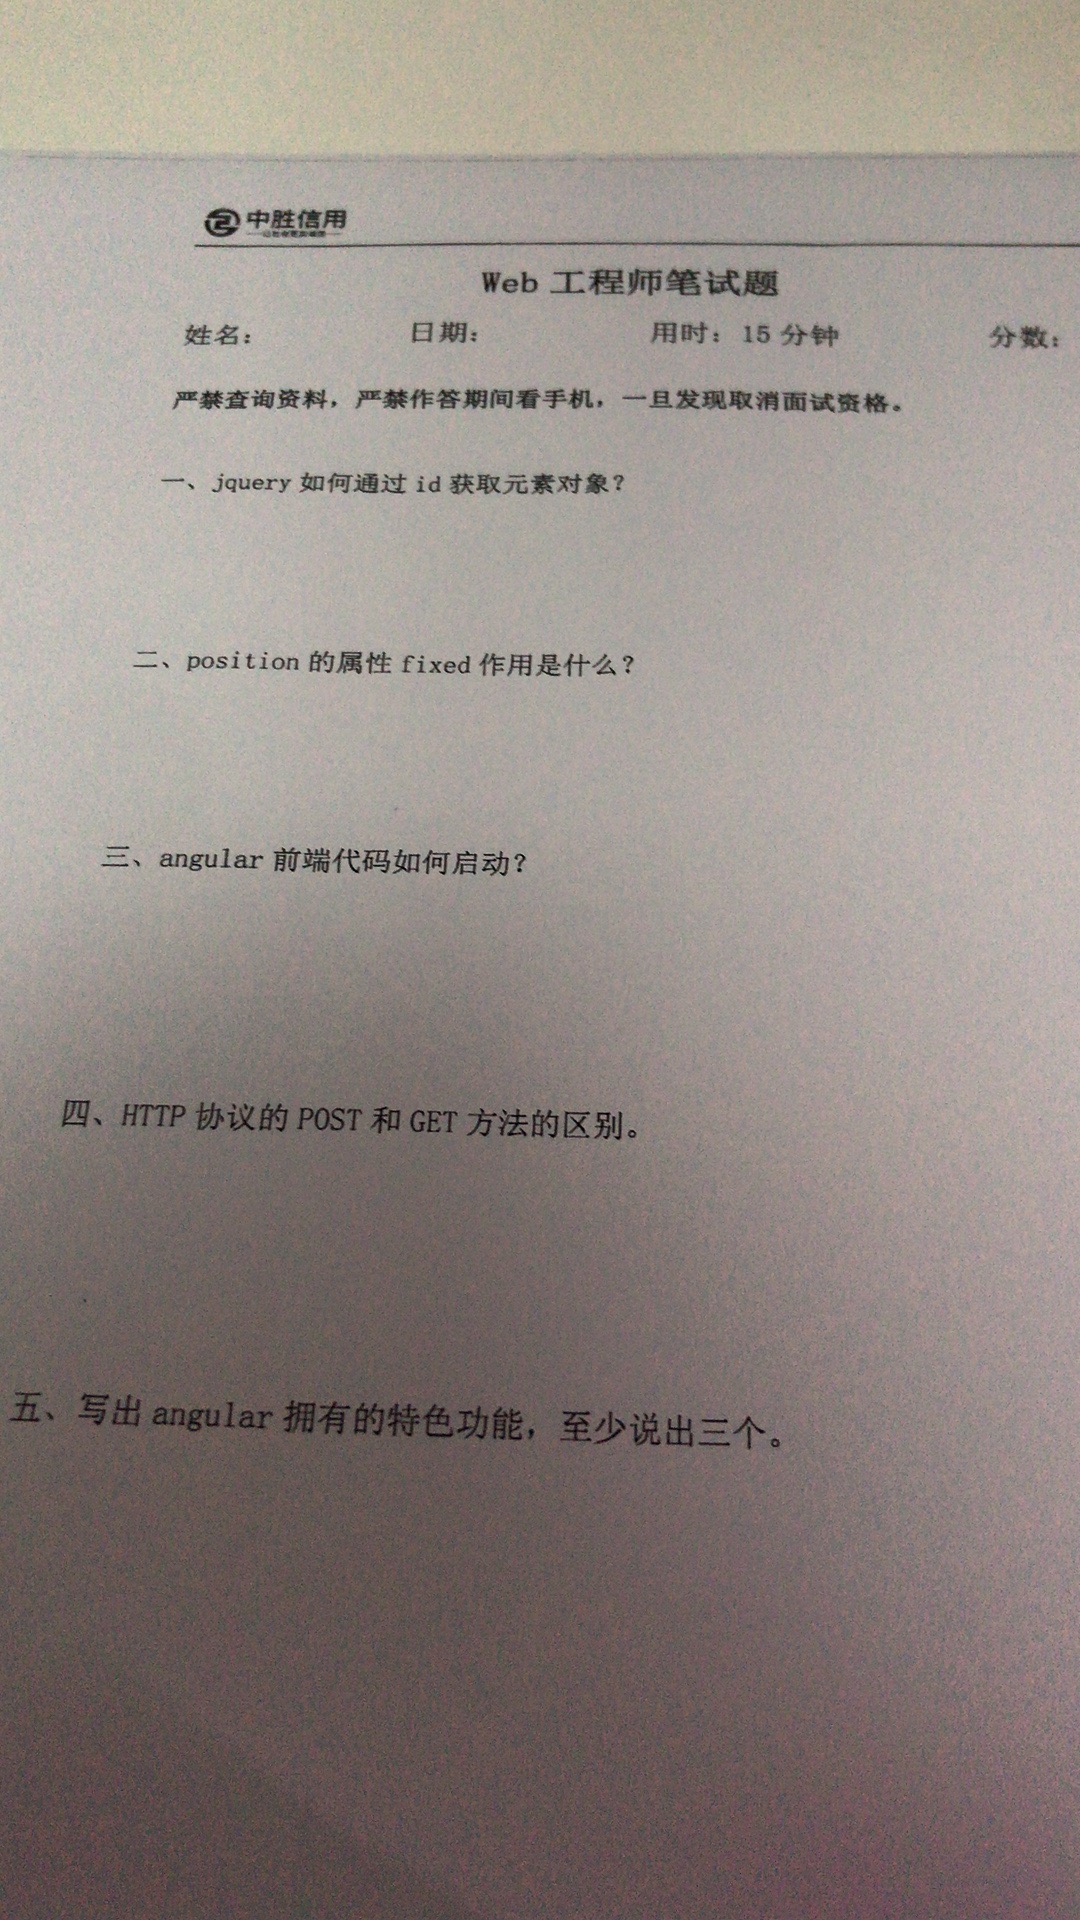 中胜信用
Web 工程师笔试题
姓名： 日期： 用时：15 分钟 分数：
严禁查询资料，严禁作答期间看手机，一旦发现取消面试资格。
一、jquery 如何通过 id 获取元素对象？
二、position 的属性 fixed 作用是什么？
三、angular 前端代码如何启动？
四、HTTP 协议的 POST 和 GET 方法的区别。
五、写出 angular 拥有的特色功能，至少说出三个。